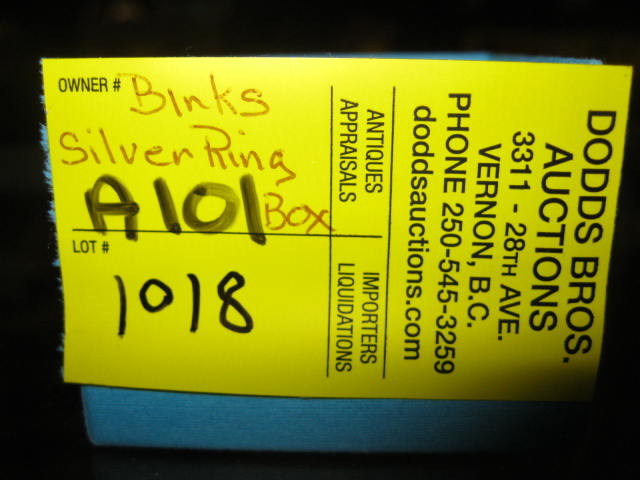 OWNER # Binks
Silver Ring
A101 Box
LOT #
1018
ANTIQUES
APPRAISALS
IMPORTERS
LIQUIDATIONS
DODDS BROS.
AUCTIONS
3311 - 28TH AVE.
VERNON, B.C.
PHONE 250-545-3259
doddsauctions.com